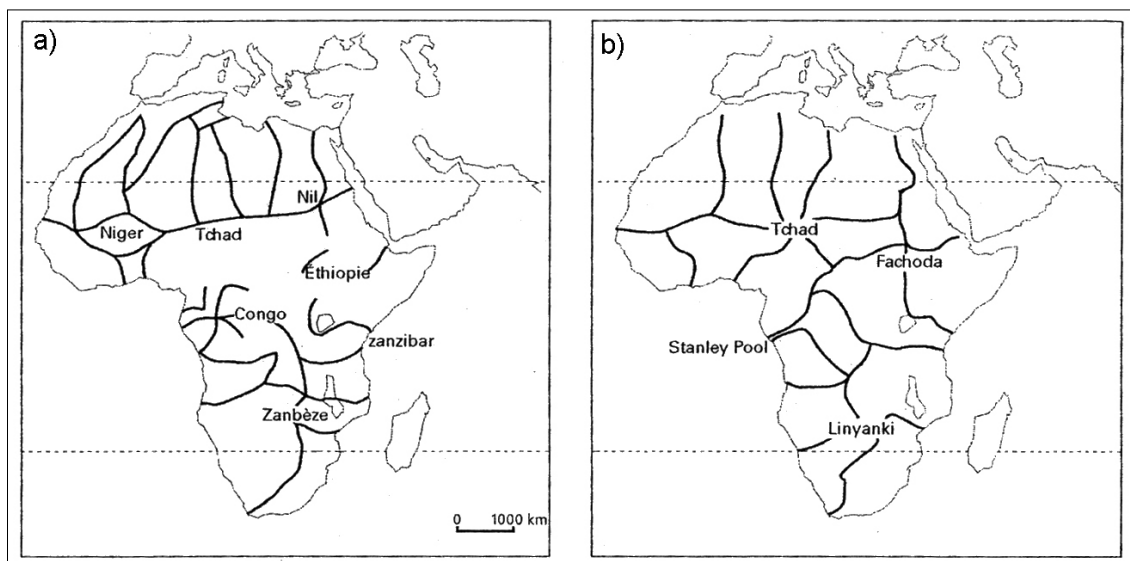 a)
Nil
Niger
Tchad
Éthiopie
Congo
zanzibar
Zanbèze
0 1000 km
b)
Tchad
Fachoda
Stanley Pool
Linyanki